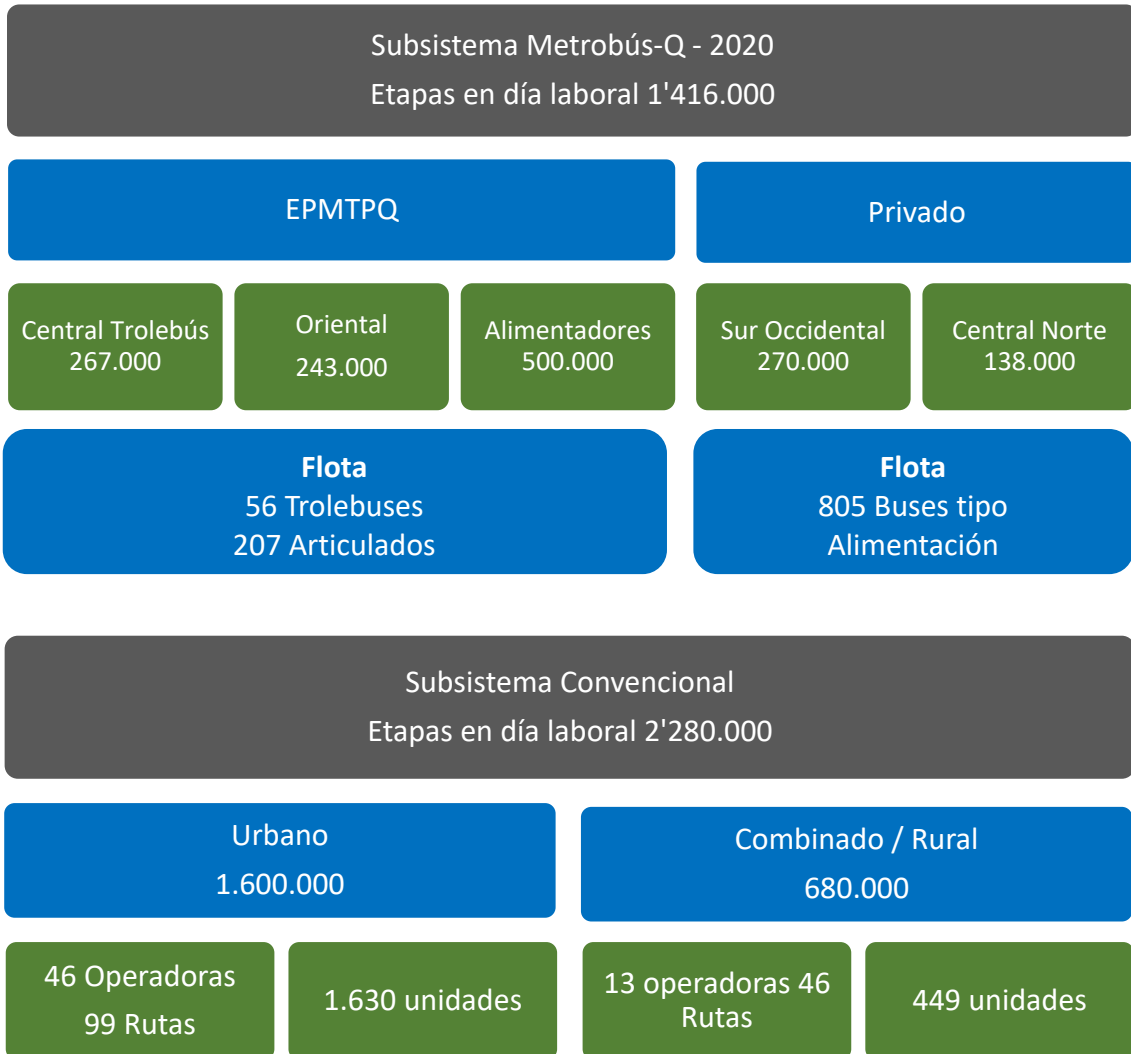 Subsistema Metrobús-Q - 2020
Etapas en día laboral 1'416.000
EPMTPQ
Privado
Central Trolebús
267.000
Oriental
243.000
Alimentadores
500.000
Sur Occidental
270.000
Central Norte
138.000
Flota
56 Trolebuses
207 Articulados
Flota
805 Buses tipo
Alimentación
Subsistema Convencional
Etapas en día laboral 2'280.000
Urbano
1.600.000
Combinado / Rural
680.000
46 Operadoras
99 Rutas
1.630 unidades
13 operadoras 46
Rutas
449 unidades